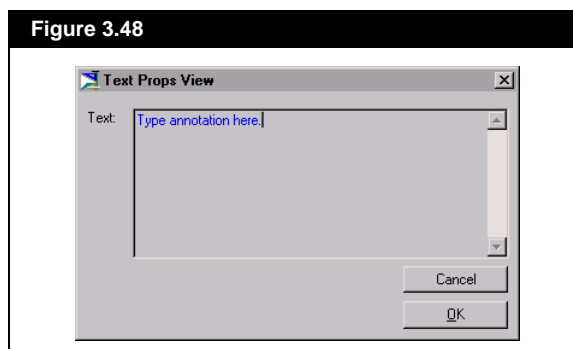 Figure 3.48
Text Props View
Text: Type annotation here.
Cancel
OK